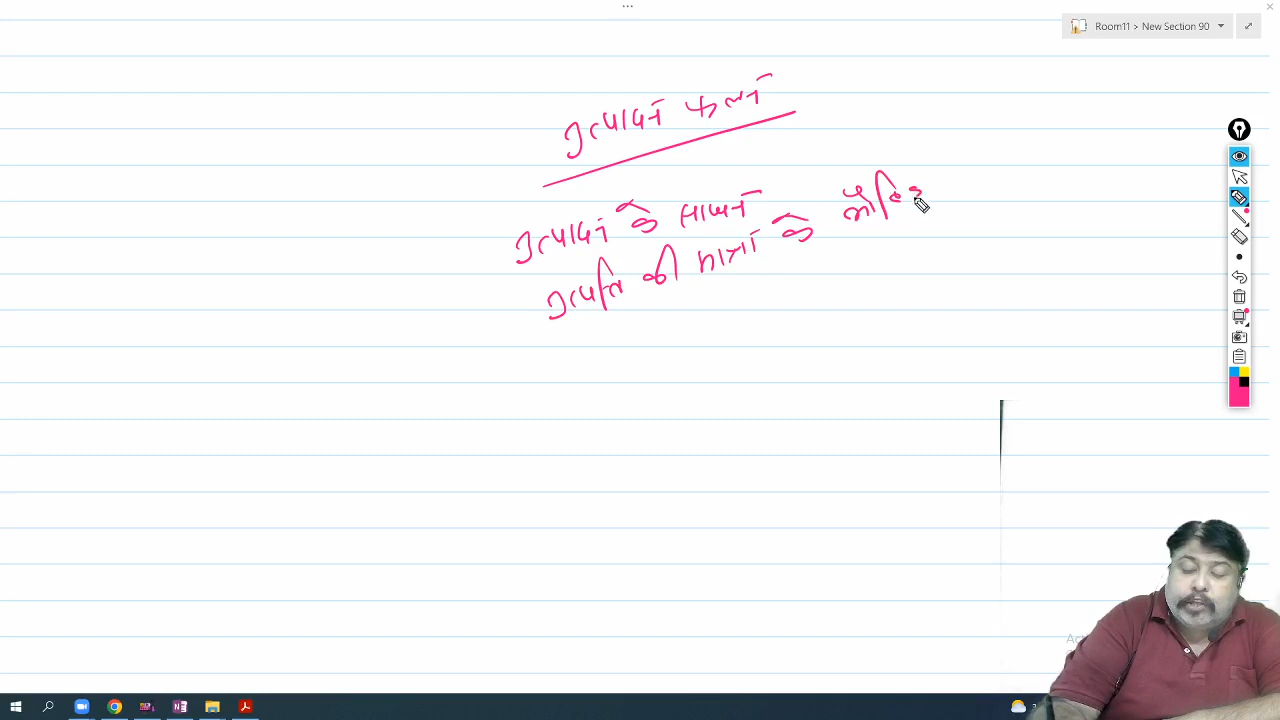 Room11 > New Section 90
उत्पादन फलन
उत्पादन के साधन
उत्पत्ति की मात्रा के